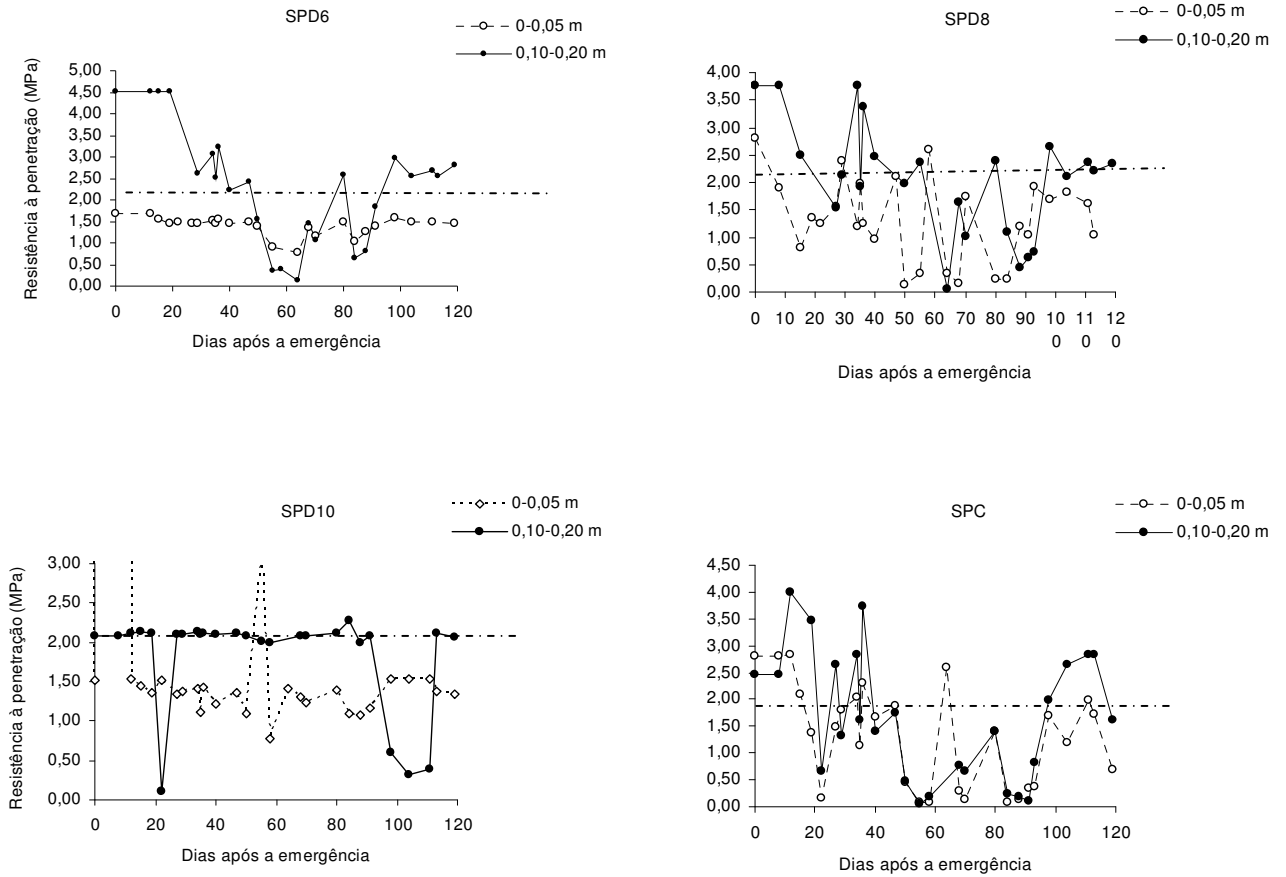 SPD6
0-0,05 m
0,10-0,20 m
Resistência à penetração (MPa)
5,00
4,50
4,00
3,50
3,00
2,50
2,00
1,50
1,00
0,50
0,00
0 20 40 60 80 100 120
Dias após a emergência
SPD8
0-0,05 m
0,10-0,20 m
4,00
3,50
3,00
2,50
2,00
1,50
1,00
0,50
0,00
0 10 20 30 40 50 60 70 80 90 10 11 12
0 0 0
Dias após a emergência
SPD10
0-0,05 m
0,10-0,20 m
Resistência à penetração (MPa)
3,00
2,50
2,00
1,50
1,00
0,50
0,00
0 20 40 60 80 100 120
Dias após a emergência
SPC
0-0,05 m
0,10-0,20 m
4,50
4,00
3,50
3,00
2,50
2,00
1,50
1,00
0,50
0,00
0 20 40 60 80 100 120
Dias após a emergência